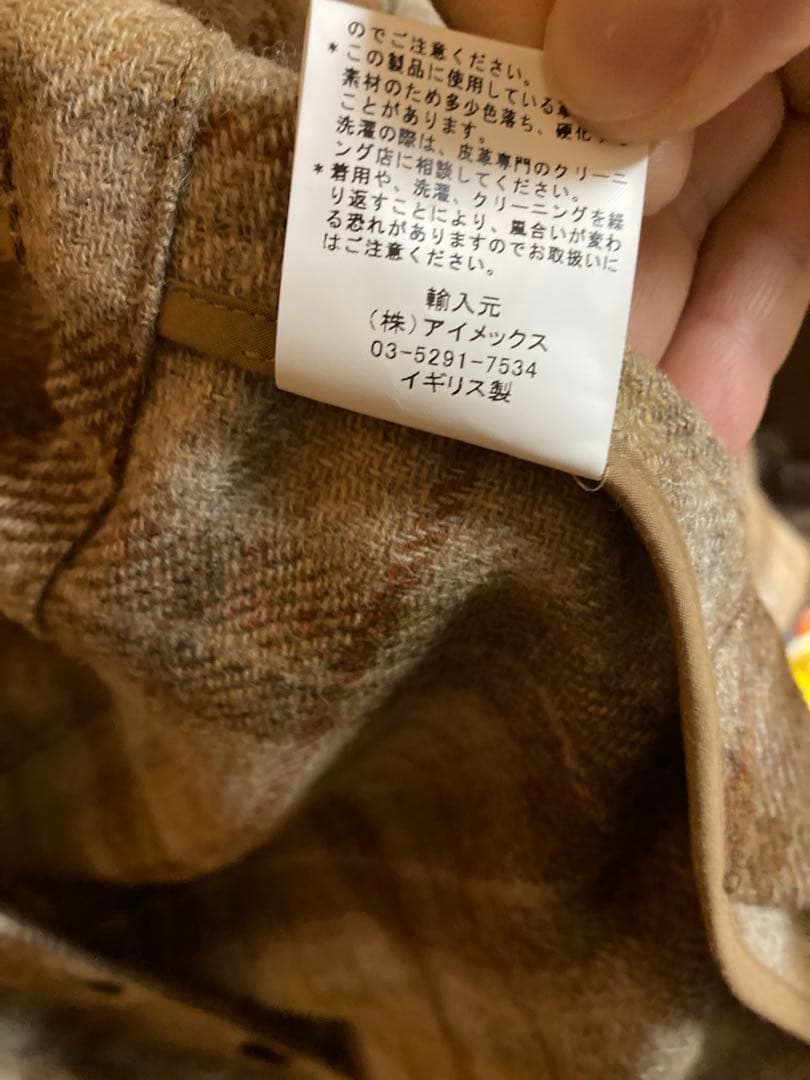 のでご注意ください。
*この製品に使用している革
素材のため多少色落ち、硬化
ことがあります。
洗濯の際は、皮革専門のクリーニ
ング店に相談してください。
*着用や、洗濯、クリーニングを繰
り返すことにより、風合いが変わ
る恐れがありますのでお取扱いに
はご注意ください。
輸入元
(株)アイメックス
03-5291-7534
イギリス製